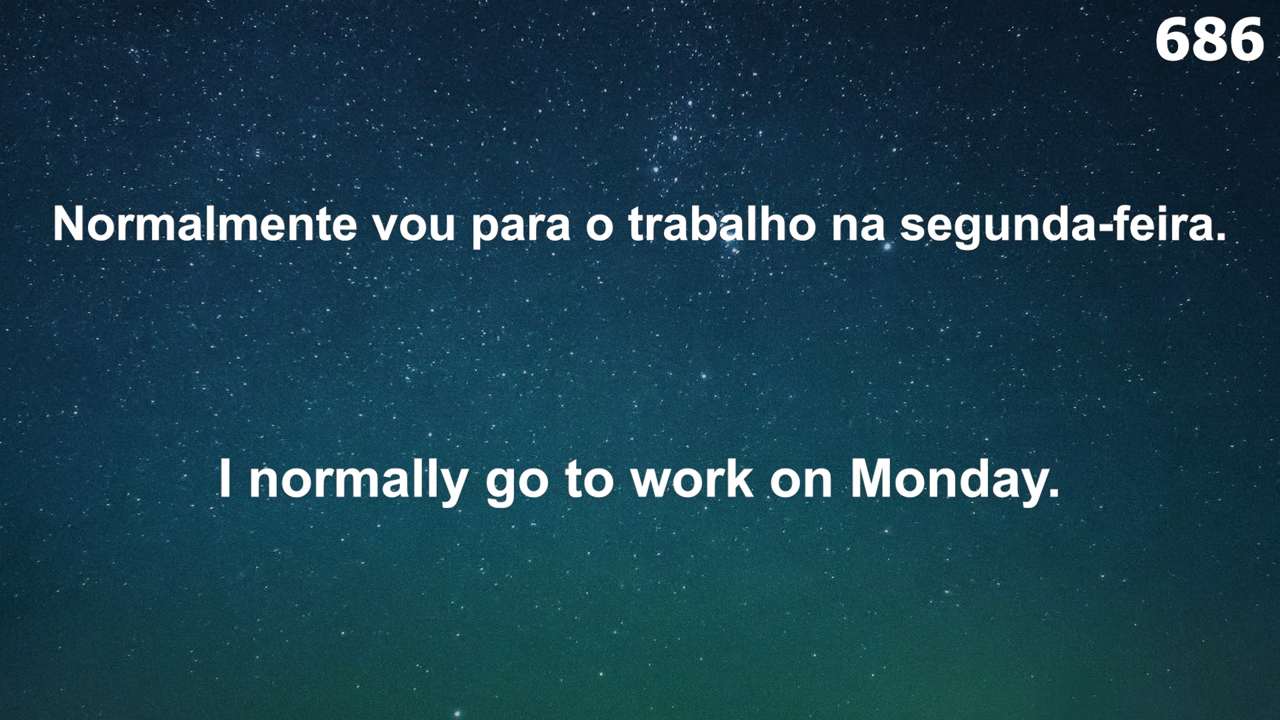 686
Normalmente vou para o trabalho na segunda-feira.
I normally go to work on Monday.